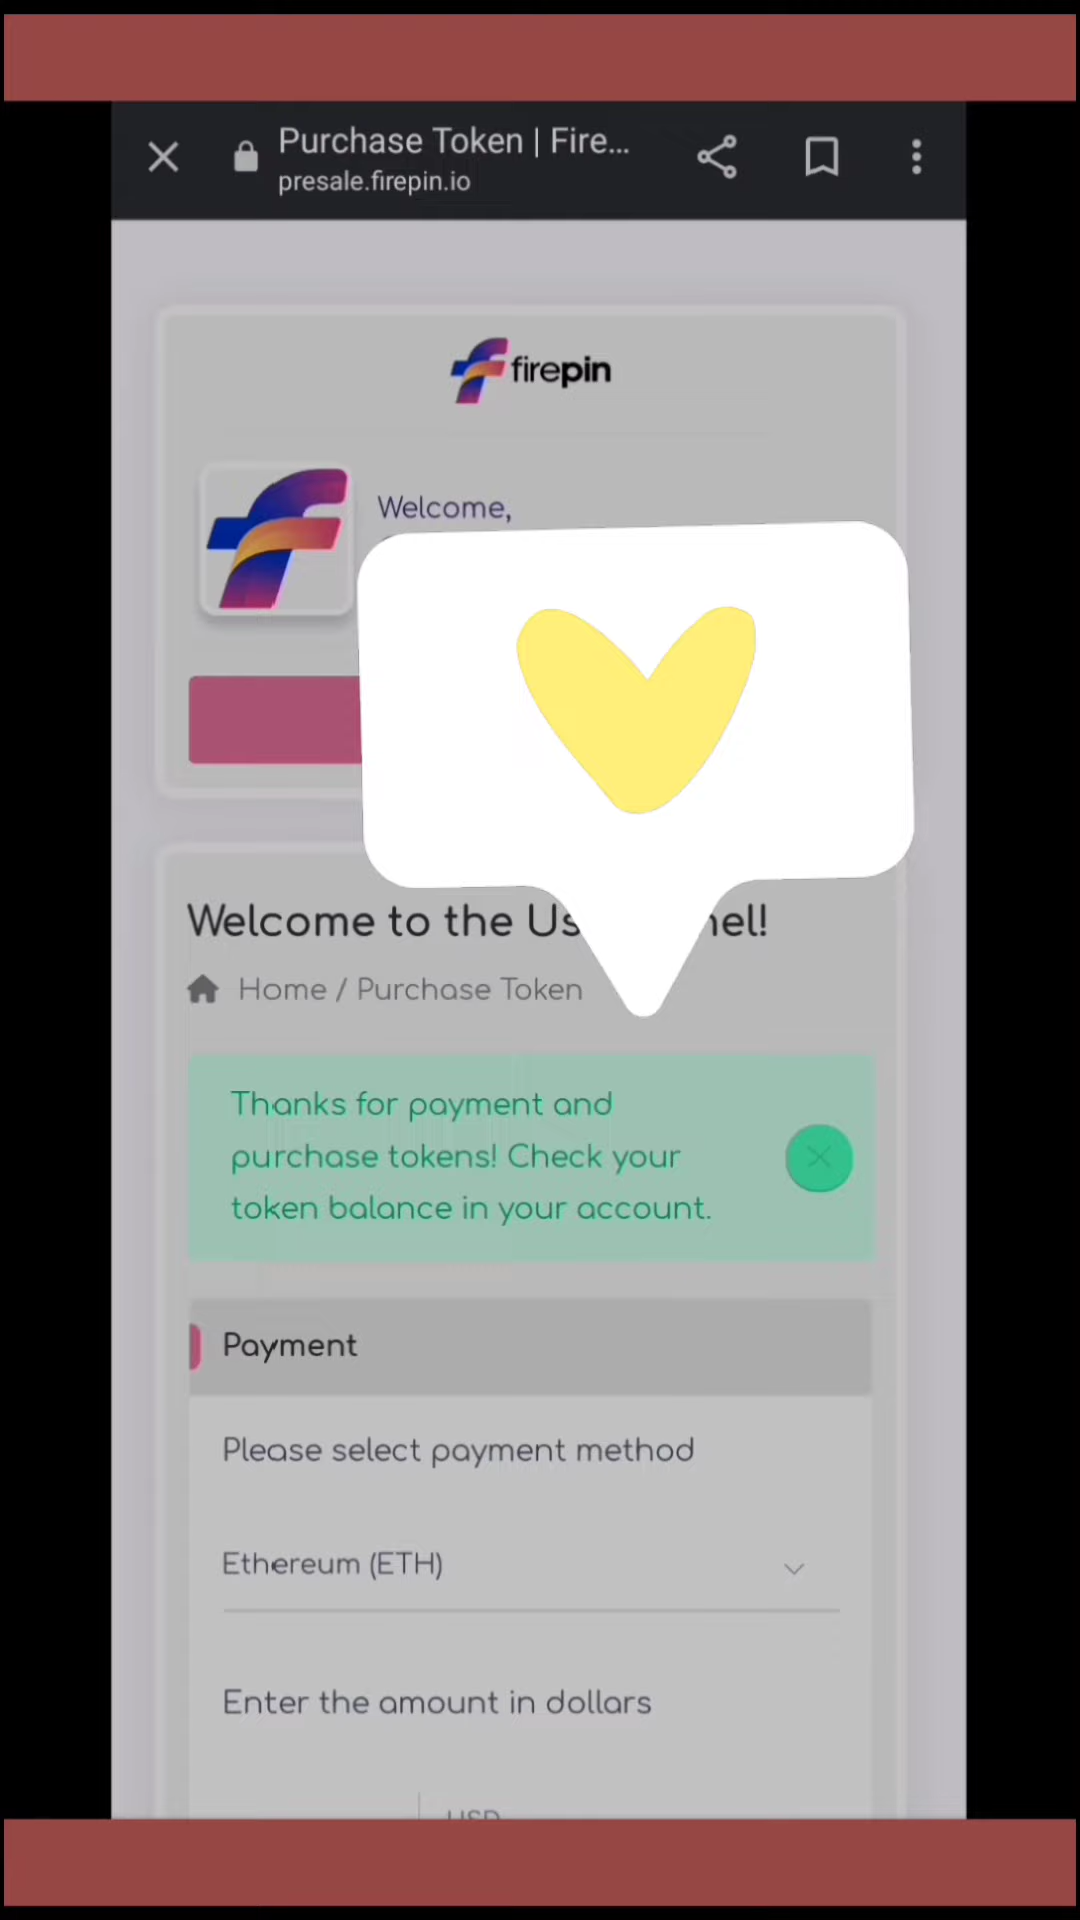 Purchase Token | Fire...
presale.firepin.io
firepin
Welcome,
Welcome to the
Home / Purchase Token
Thanks for payment and
purchase tokens! Check your
token balance in your account.
Payment
Please select payment method
Ethereum (ETH)
Enter the amount in dollars
USD